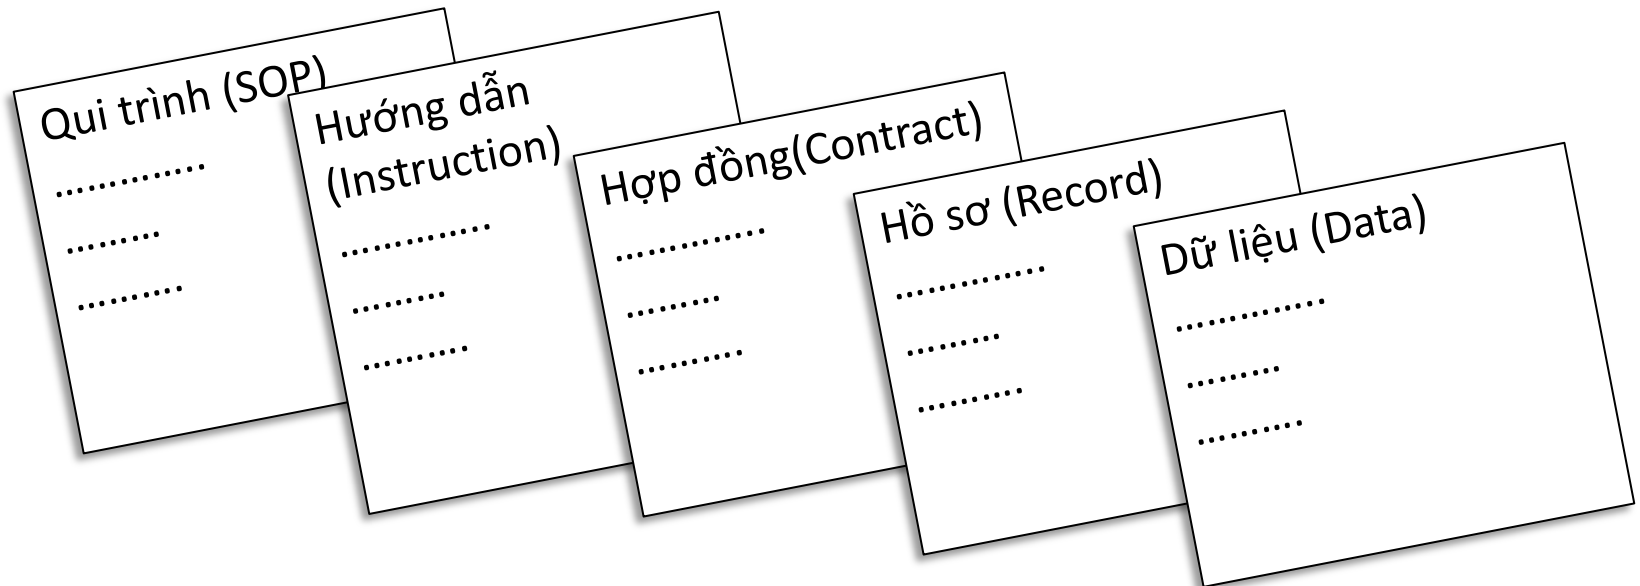 Qui trình (SOP)
..............
.........
..........
Hướng dẫn
(Instruction)
..............
.........
..........
Hợp đồng(Contract)
..............
.........
..........
Hồ sơ (Record)
..............
.........
..........
Dữ liệu (Data)
..............
.........
..........